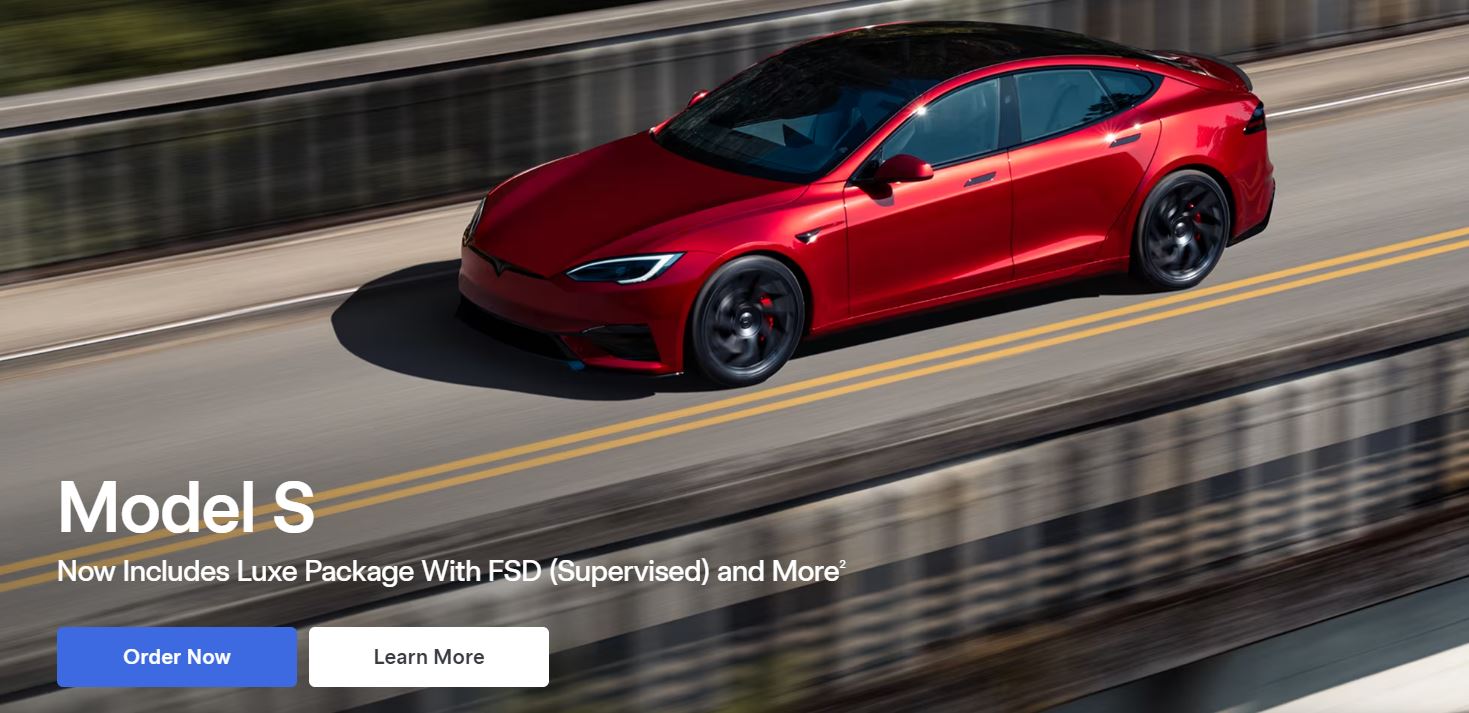 Model S
Now Includes Luxe Package With FSD (Supervised) and More²
Order Now
Learn More